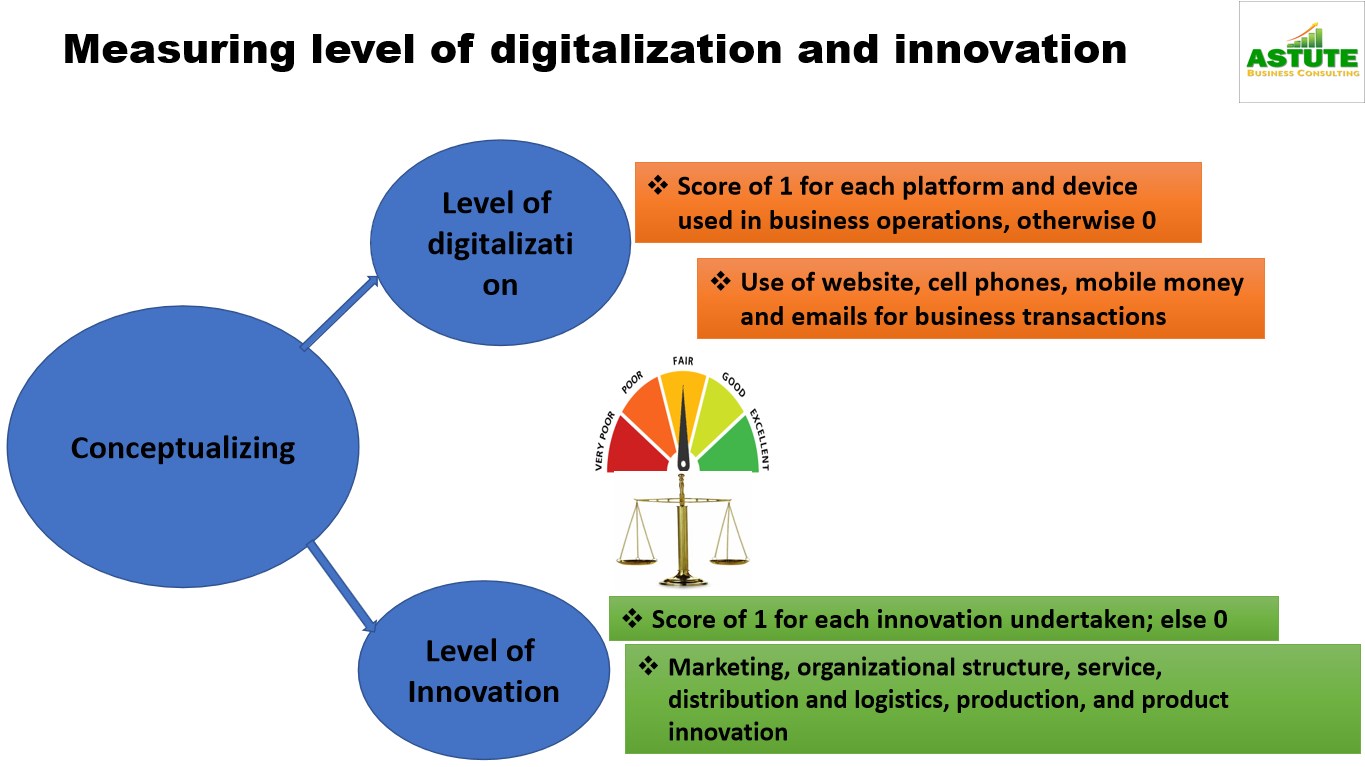 Measuring level of digitalization and innovation
ASTUTE
BUSINESS CONSULTING
Level of
digitalizati
on
❖ Score of 1 for each platform and device
used in business operations, otherwise 0
❖ Use of website, cell phones, mobile money
and emails for business transactions
Conceptualizing
VERY POOR
POOR
FAIR
GOOD
EXCELLENT
Level of
Innovation
❖ Score of 1 for each innovation undertaken; else 0
❖ Marketing, organizational structure, service,
distribution and logistics, production, and product
innovation